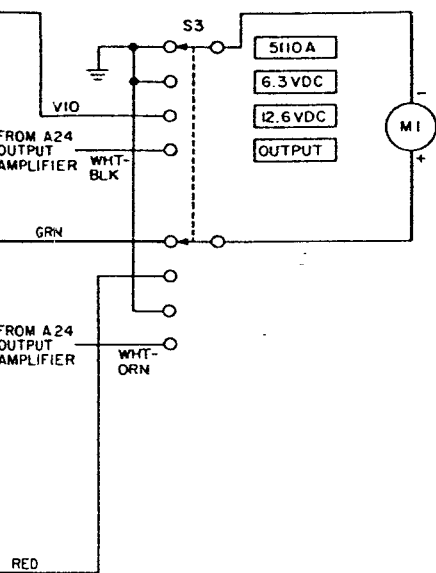 S3
5110A
6.3VDC
12.6VDC
OUTPUT
-
M1
+
VIO
FROM A24
OUTPUT
AMPLIFIER
WHT-
BLK
GRN
FROM A24
OUTPUT
AMPLIFIER
WHT-
ORN
RED